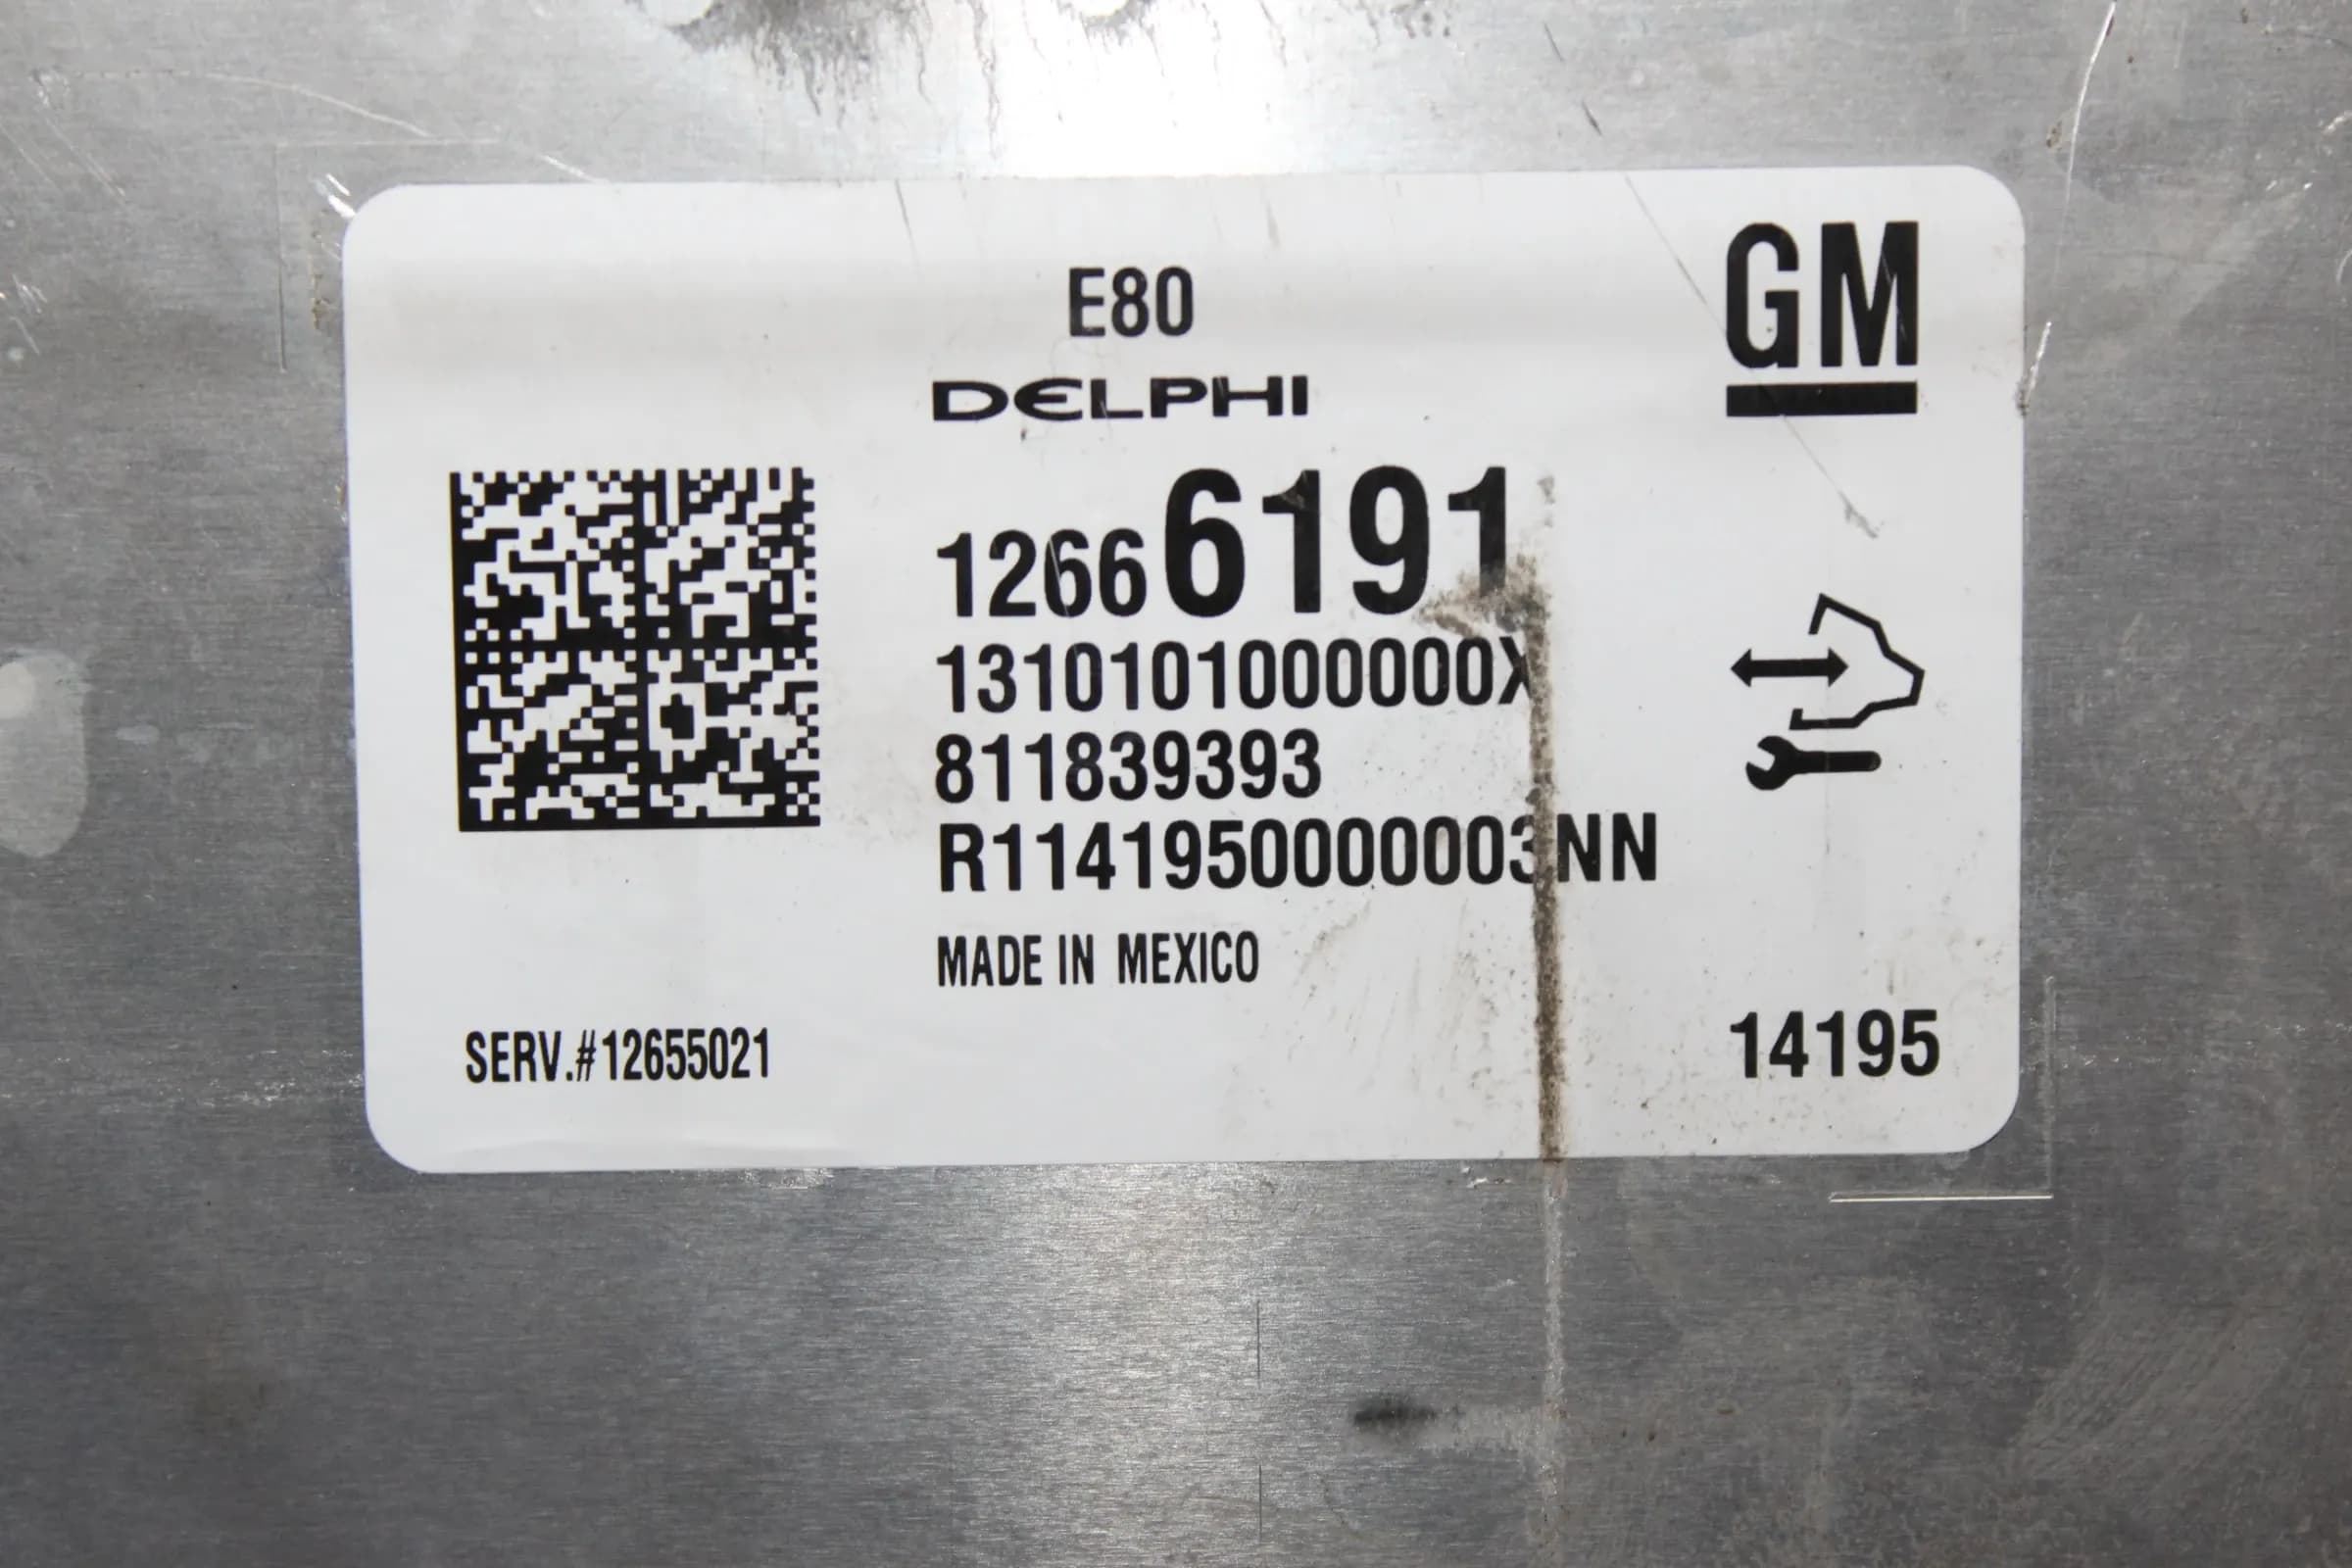 E80
GM
DELPHI
12666191
1310101000000X
811839393
R1141950000003NN
MADE IN MEXICO
SERV.#12655021
14195